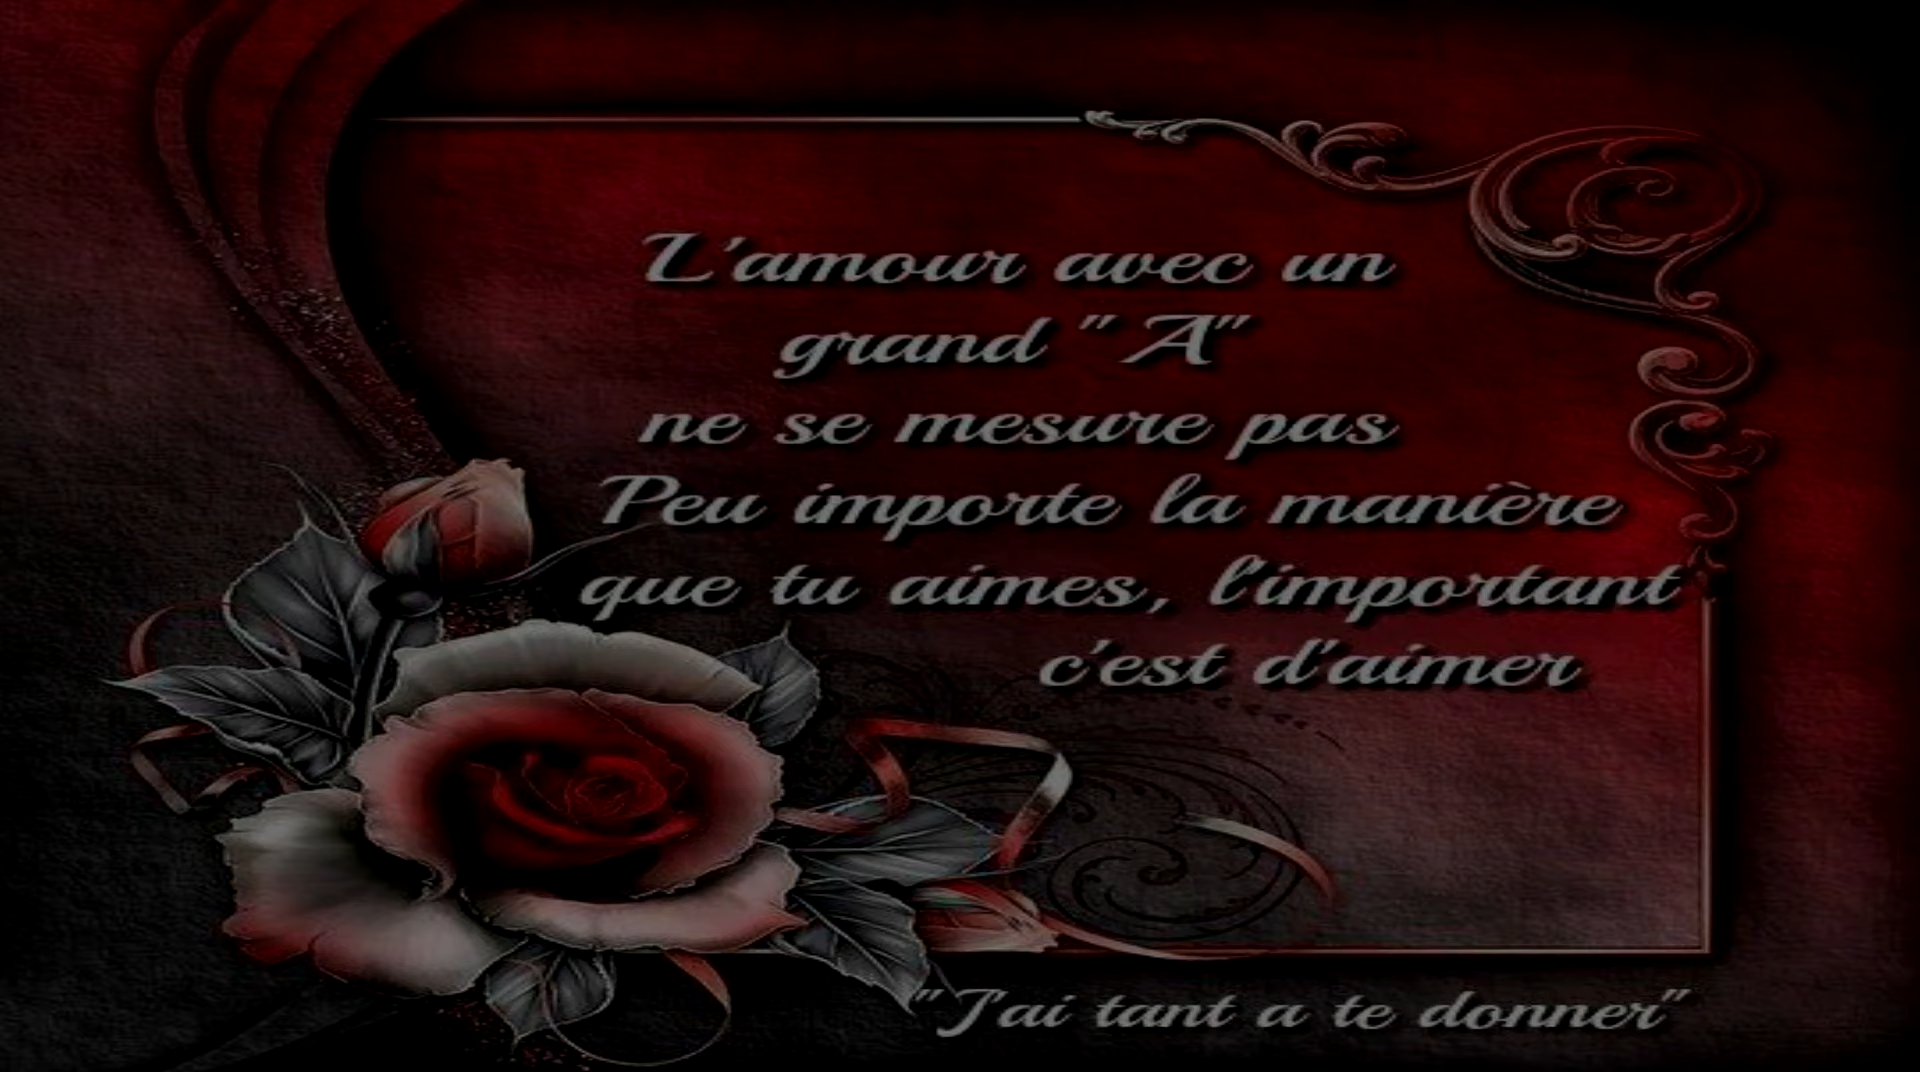 L'amour avec un
grand "A"
ne se mesure pas
Peu importe la manière
que tu aimes, l'important
c'est d'aimer
"J'ai tant a te donner"